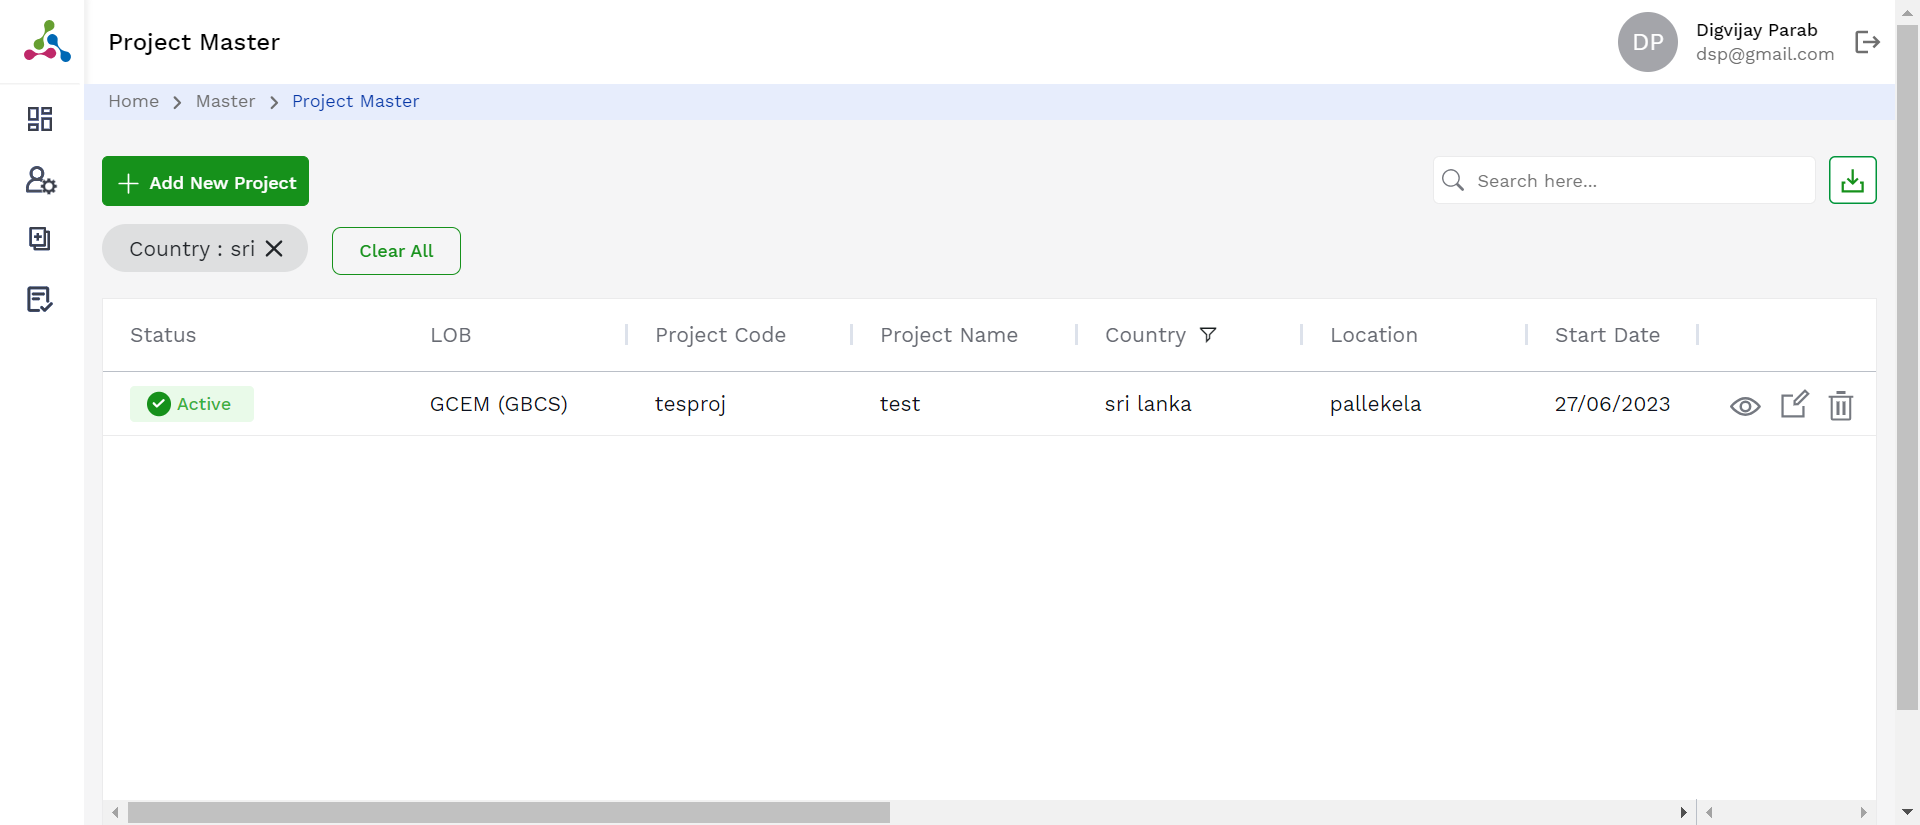 Project Master
DP
Digvijay Parab
dsp@gmail.com
Home > Master > Project Master
Add New Project
Search here...
Country : sri
Clear All
Status LOB Project Code Project Name Country Location Start Date
Active GCEM (GBCS) tesproj test sri lanka pallekela 27/06/2023